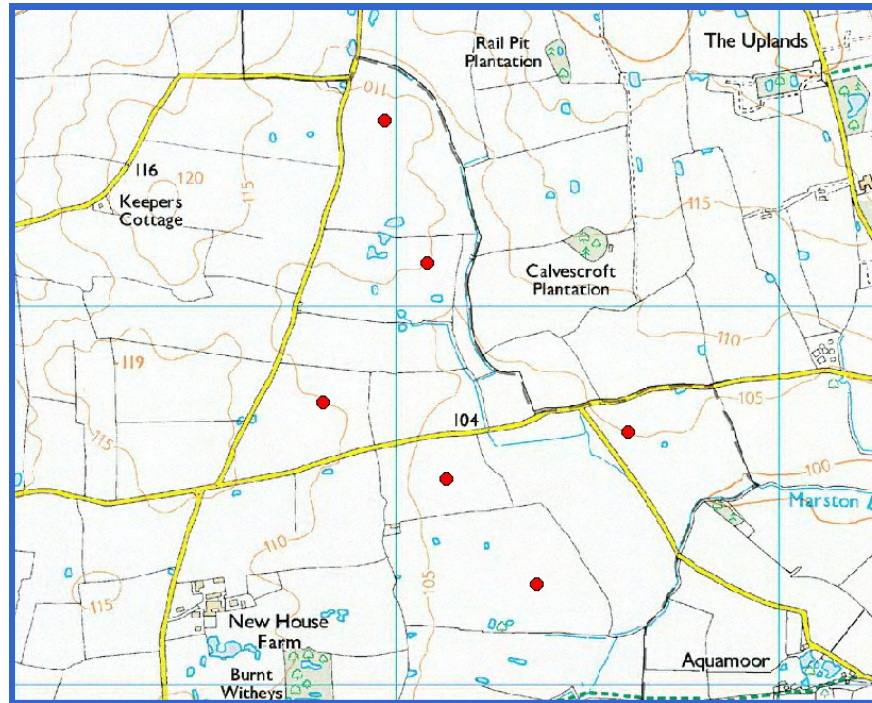 Rail Pit
Plantation
The Uplands
110
116
120
115
Keepers
Cottage
115
Calvescroft
Plantation
110
119
105
104
115
100
Marston
110
115
105
New House
Farm
Burnt
Witheys
Aquamoor